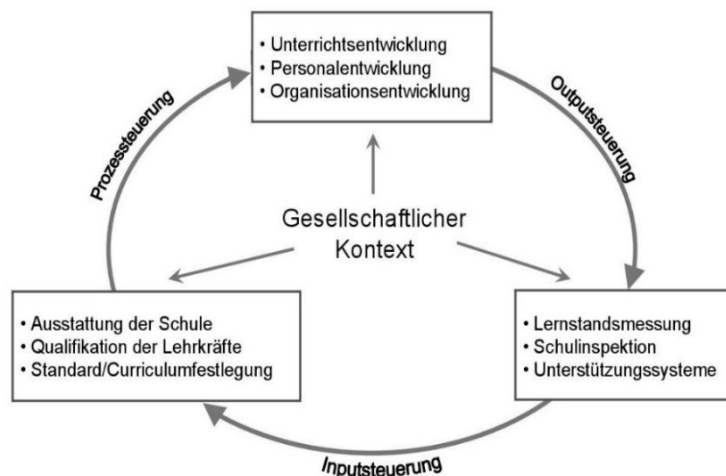 • Unterrichtsentwicklung
• Personalentwicklung
• Organisationsentwicklung
Prozessteuerung
Outputsteuerung
Gesellschaftlicher
Kontext
• Ausstattung der Schule
• Qualifikation der Lehrkräfte
• Standard/Curriculumfestlegung
• Lernstandsmessung
• Schulinspektion
• Unterstützungssysteme
Inputsteuerung